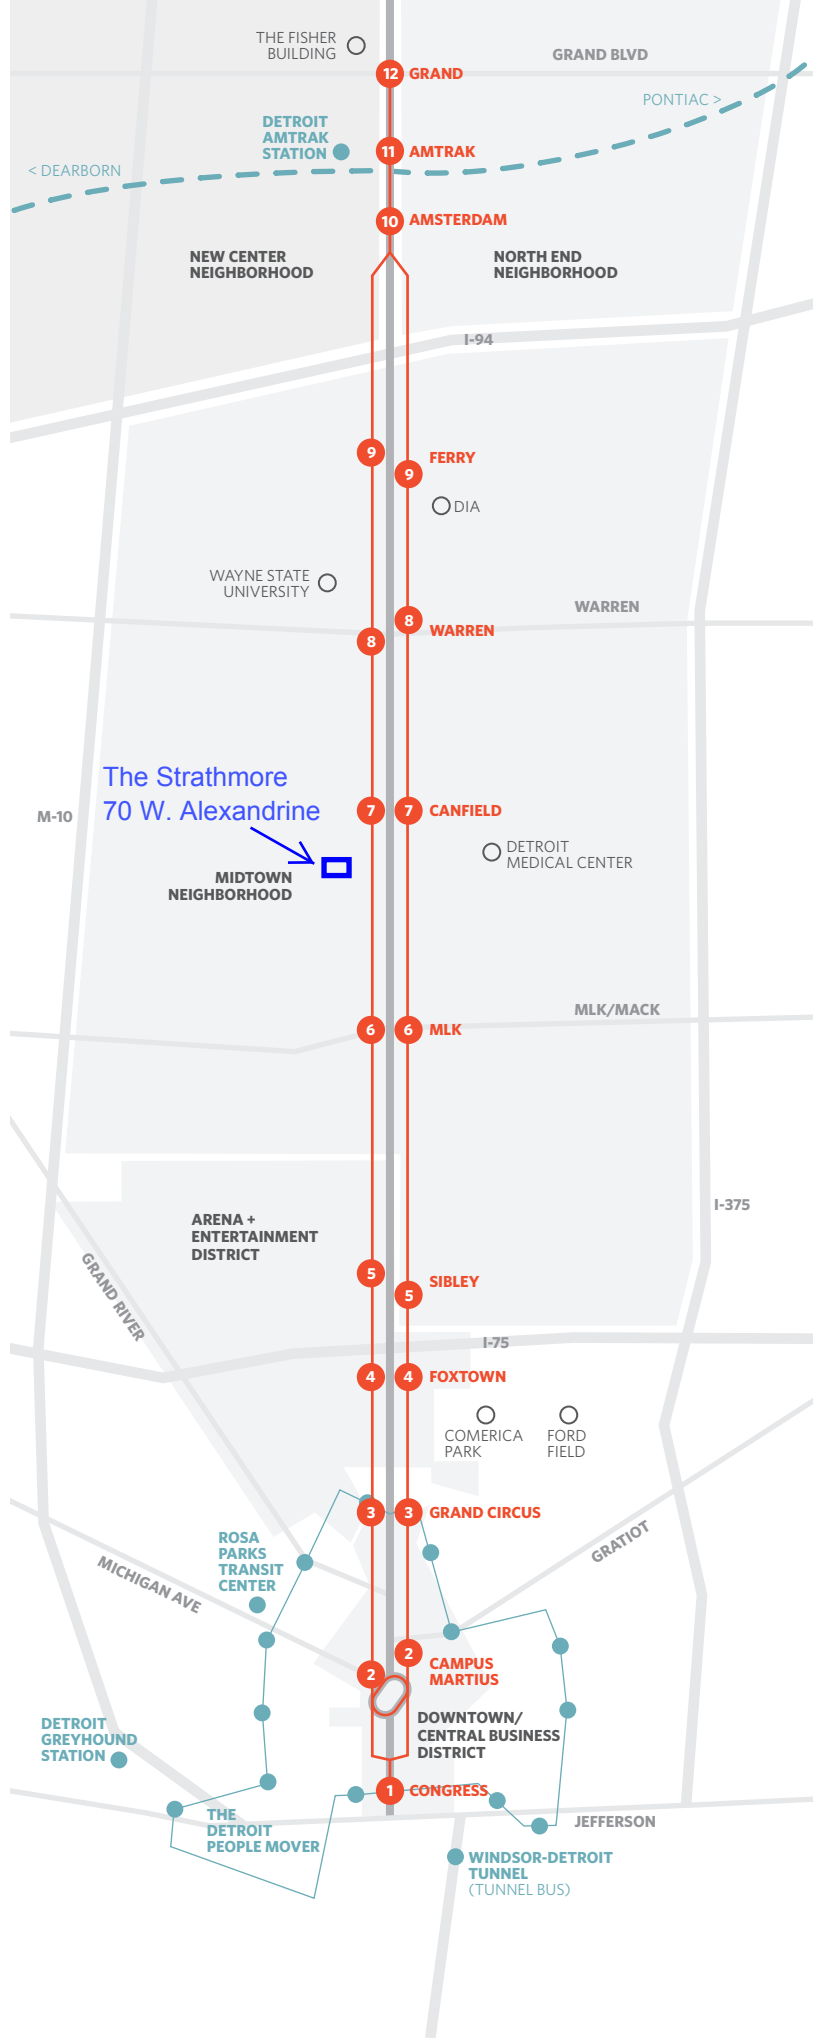 THE FISHER
BUILDING
12 GRAND
GRAND BLVD
PONTIAC >
DETROIT
AMTRAK
STATION
11 AMTRAK
< DEARBORN
10 AMSTERDAM
NEW CENTER
NEIGHBORHOOD
NORTH END
NEIGHBORHOOD
I-94
9
FERRY
9
DIA
WAYNE STATE
UNIVERSITY
WARREN
8
WARREN
8
The Strathmore
70 W. Alexandrine
M-10
7 7 CANFIELD
DETROIT
MEDICAL CENTER
MIDTOWN
NEIGHBORHOOD
MLK/MACK
6 6 MLK
I-375
ARENA +
ENTERTAINMENT
DISTRICT
GRAND RIVER
5
SIBLEY
5
I-75
4 4 FOXTOWN
COMERICA
PARK
FORD
FIELD
3 3 GRAND CIRCUS
ROSA
PARKS
TRANSIT
CENTER
GRATIOT
MICHIGAN AVE
2
CAMPUS
MARTIUS
2
DOWNTOWN/
CENTRAL BUSINESS
DISTRICT
DETROIT
GREYHOUND
STATION
1 CONGRESS
THE
DETROIT
PEOPLE MOVER
JEFFERSON
WINDSOR-DETROIT
TUNNEL
(TUNNEL BUS)